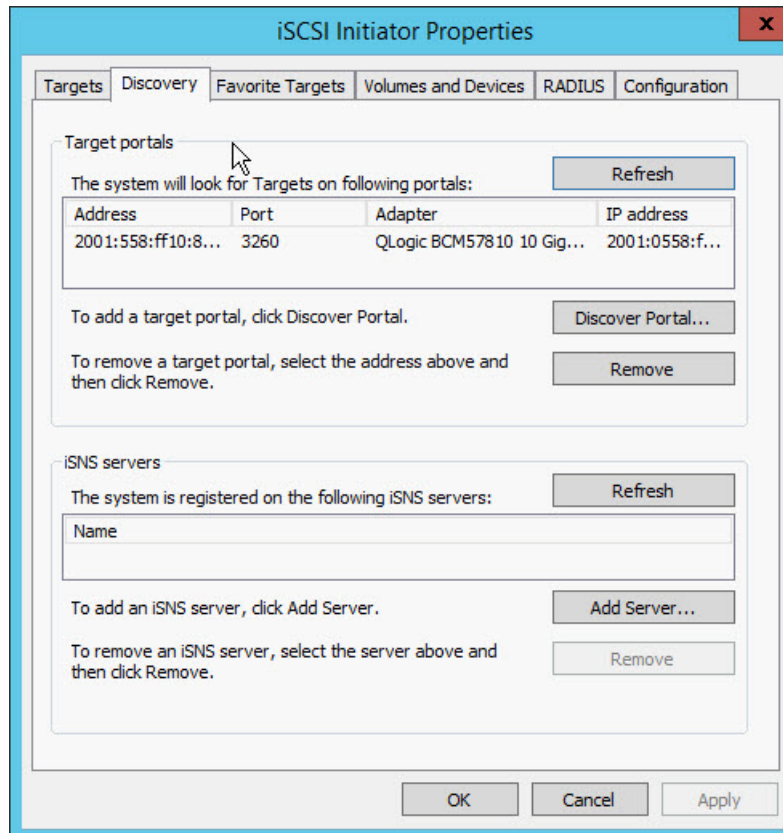 iSCSI Initiator Properties
x
Targets Discovery Favorite Targets Volumes and Devices RADIUS Configuration
Target portals
The system will look for Targets on following portals: Refresh
Address Port Adapter IP address
2001:558:ff10:8... 3260 QLogic BCM57810 10 Gig... 2001:0558:f...
To add a target portal, click Discover Portal. Discover Portal...
To remove a target portal, select the address above and
then click Remove.
Remove
iSNS servers
The system is registered on the following iSNS servers: Refresh
Name
To add an iSNS server, click Add Server. Add Server...
To remove an iSNS server, select the server above and
then click Remove.
Remove
OK Cancel Apply